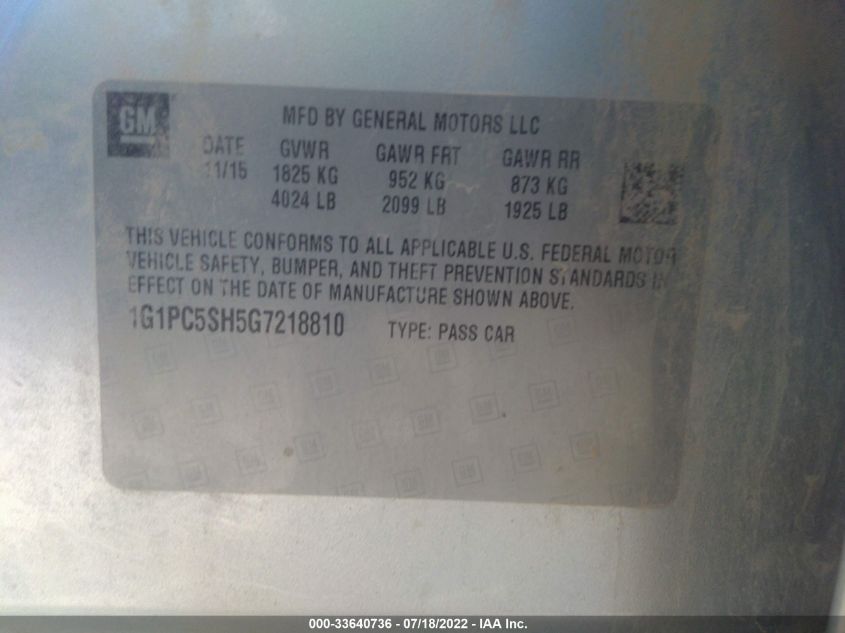 GM
MFD BY GENERAL MOTORS LLC
DATE GVWR GAWR FRT GAWR RR
11/15 1825 KG 952 KG 873 KG
4024 LB 2099 LB 1925 LB
THIS VEHICLE CONFORMS TO ALL APPLICABLE U.S. FEDERAL MOTOR
VEHICLE SAFETY, BUMPER, AND THEFT PREVENTION STANDARDS IN
EFFECT ON THE DATE OF MANUFACTURE SHOWN ABOVE.
1G1PC5SH5G7218810 TYPE: PASS CAR
000-33640736 - 07/18/2022 - IAA Inc.